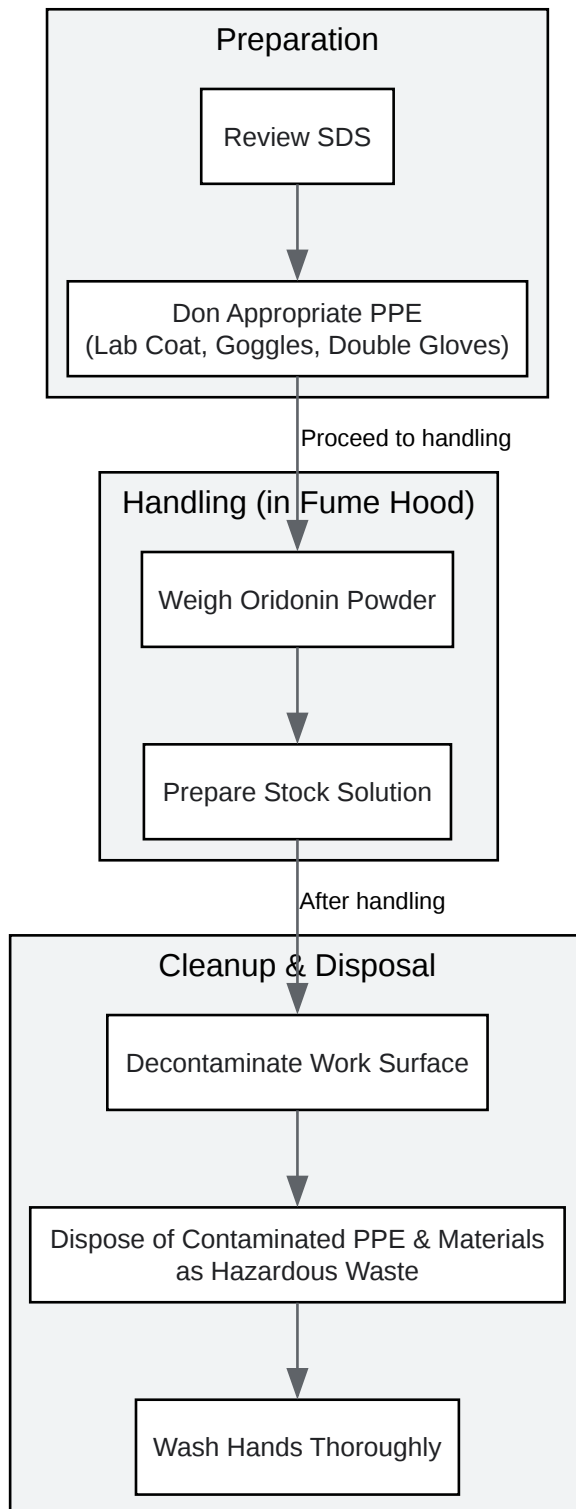 Preparation
Review SDS
Don Appropriate PPE
(Lab Coat, Goggles, Double Gloves)
Proceed to handling
Handling (in Fume Hood)
Weigh Oridonin Powder
Prepare Stock Solution
After handling
Cleanup & Disposal
Decontaminate Work Surface
Dispose of Contaminated PPE & Materials
as Hazardous Waste
Wash Hands Thoroughly